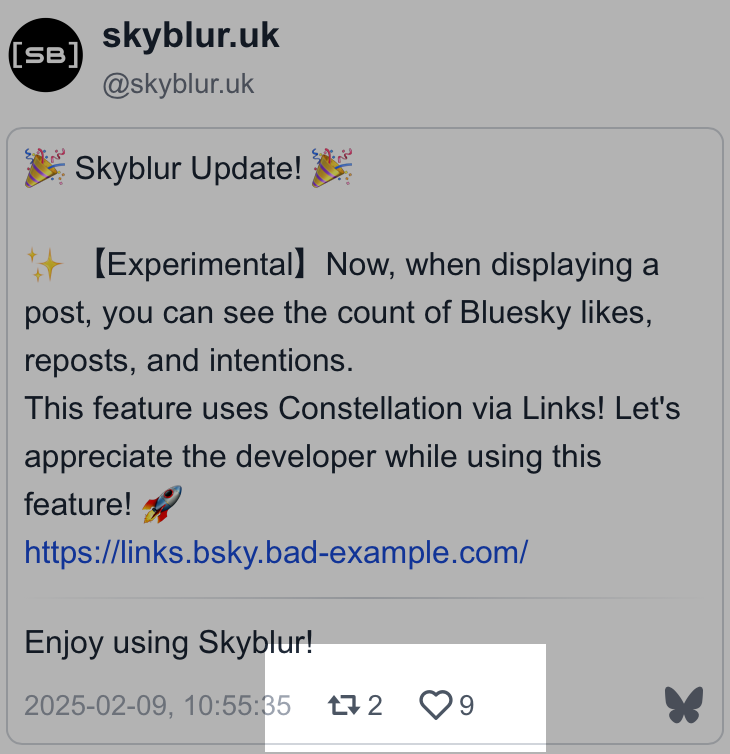 [SB]
skyblur.uk
@skyblur.uk
🎉 Skyblur Update! 🎉
✨ 【Experimental】Now, when displaying a
post, you can see the count of Bluesky likes,
reposts, and intentions.
This feature uses Constellation via Links! Let's
appreciate the developer while using this
feature! 🚀
https://links.bsky.bad-example.com/
Enjoy using Skyblur!
2025-02-09, 10:55:35 2 9